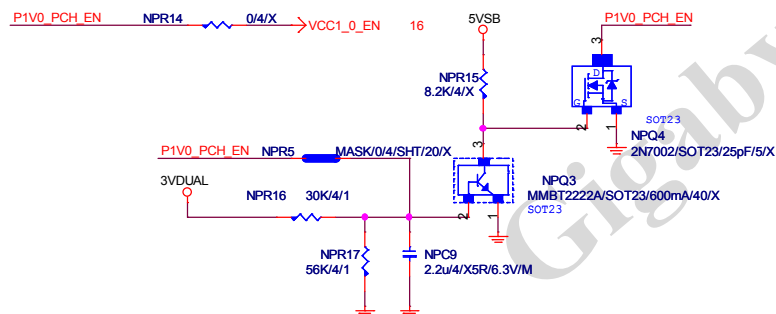 P1V0_PCH_EN NPR14 0/4/X VCC1_0_EN 16 5VSB P1V0_PCH_EN
3
NPR15
8.2K/4/X
D
G S
2 1
SOT23
NPQ4
2N7002/SOT23/25pF/5/X
P1V0_PCH_EN NPR5 MASK/0/4/SHT/20/X
3
3VDUAL
NPQ3
MMBT2222A/SOT23/600mA/40/X
SOT23
NPR16 30K/4/1
2 1
NPR17
56K/4/1
NPC9
2.2u/4/X5R/6.3V/M
Gigaby